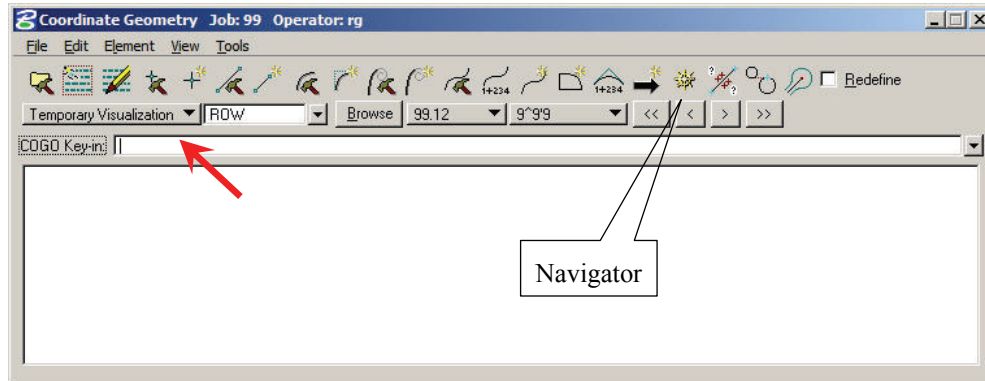 Coordinate Geometry Job: 99 Operator: rg
File Edit Element View Tools
1+234 1+234 ? ? Redefine
Temporary Visualization ROW Browse 99.12 9^9'9 << < > >>
COGO Key-in:
Navigator